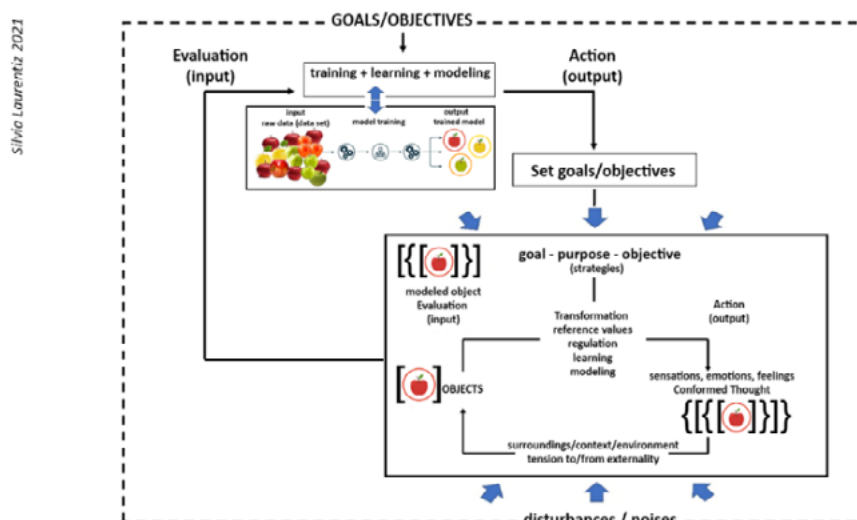 Silvia Laurentiz 2021
GOALS/OBJECTIVES
Evaluation
(input)
training + learning + modeling
Action
(output)
input
raw data (data set)
model training
output
trained model
Set goals/objectives
[{[ ]}]
modeled object
Evaluation
(input)
goal - purpose - objective
(strategies)
Transformation
reference values
regulation
learning
modeling
Action
(output)
[ ] OBJECTS
sensations, emotions, feelings
Conformed Thought
{[{[ ]}]}
surroundings/context/environment
tension to/from externality
disturbances / noises